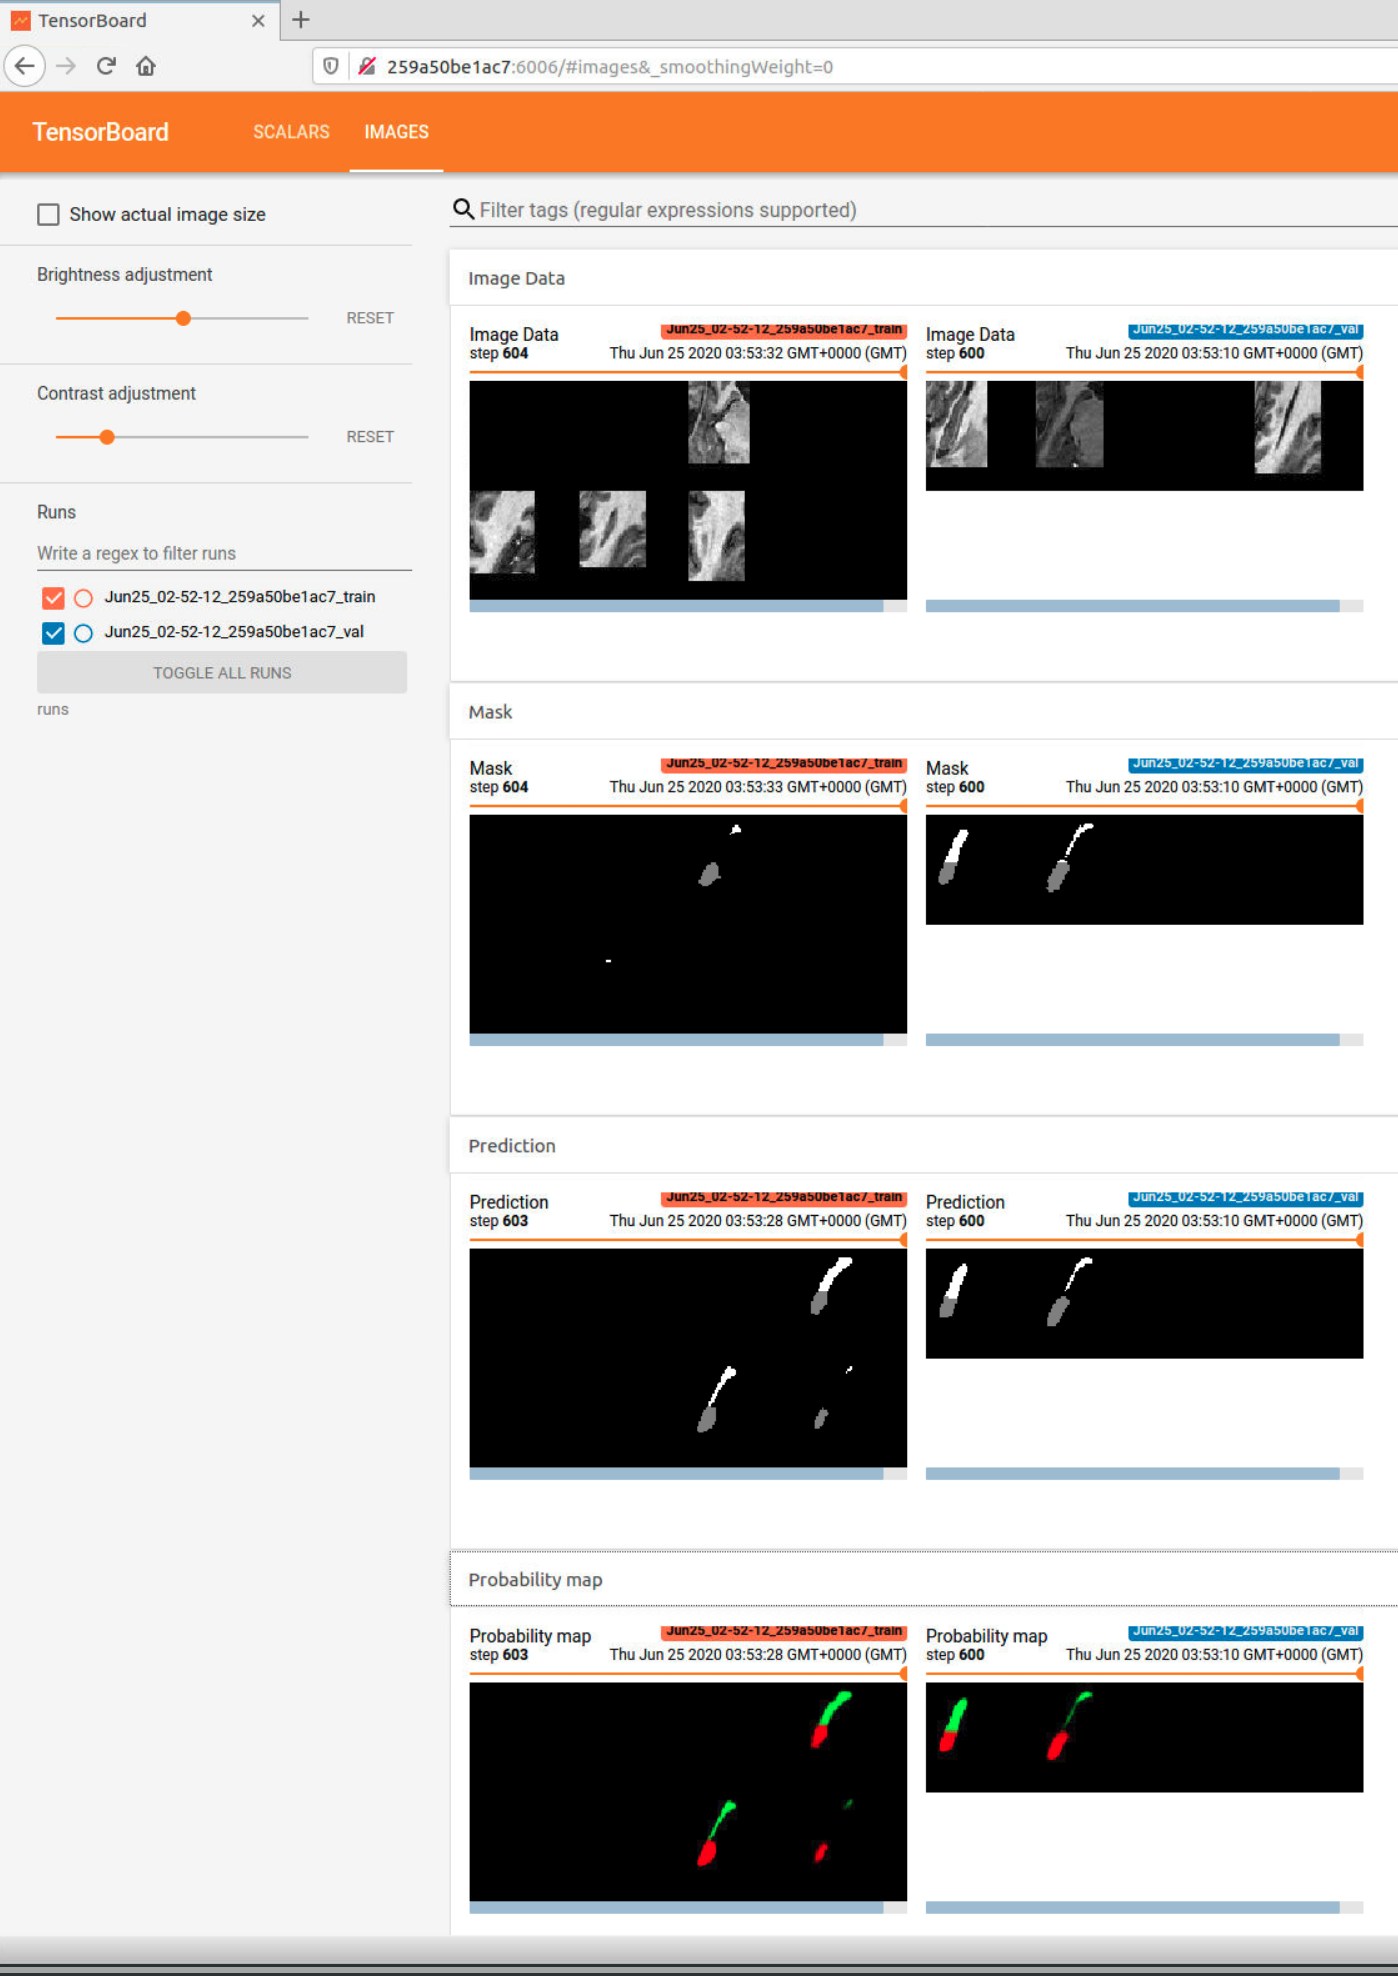 TensorBoard
259a50be1ac7:6006/#images&_smoothingWeight=0
TensorBoard SCALARS IMAGES
Show actual image size
Filter tags (regular expressions supported)
Brightness adjustment
RESET
Contrast adjustment
RESET
Runs
Write a regex to filter runs
Jun25_02-52-12_259a50be1ac7_train
Jun25_02-52-12_259a50be1ac7_val
TOGGLE ALL RUNS
runs
Image Data
Image Data Jun25_02-52-12_259a50be1ac7_train
step 604 Thu Jun 25 2020 03:53:32 GMT+0000 (GMT)
Image Data Jun25_02-52-12_259a50be1ac7_val
step 600 Thu Jun 25 2020 03:53:10 GMT+0000 (GMT)
Mask
Mask Jun25_02-52-12_259a50be1ac7_train
step 604 Thu Jun 25 2020 03:53:33 GMT+0000 (GMT)
Mask Jun25_02-52-12_259a50be1ac7_val
step 600 Thu Jun 25 2020 03:53:10 GMT+0000 (GMT)
Prediction
Prediction Jun25_02-52-12_259a50be1ac7_train
step 603 Thu Jun 25 2020 03:53:28 GMT+0000 (GMT)
Prediction Jun25_02-52-12_259a50be1ac7_val
step 600 Thu Jun 25 2020 03:53:10 GMT+0000 (GMT)
Probability map
Probability map Jun25_02-52-12_259a50be1ac7_train
step 603 Thu Jun 25 2020 03:53:28 GMT+0000 (GMT)
Probability map Jun25_02-52-12_259a50be1ac7_val
step 600 Thu Jun 25 2020 03:53:10 GMT+0000 (GMT)